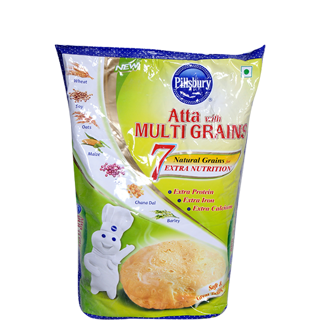 NEW
Pillsbury
Wheat
Soy
Oats
Maize
Chana Dal
Barley
Atta with
MULTI GRAINS
7 Natural Grains for
EXTRA NUTRITION
Extra Protein
Extra Iron
Extra Calcium
Soft &